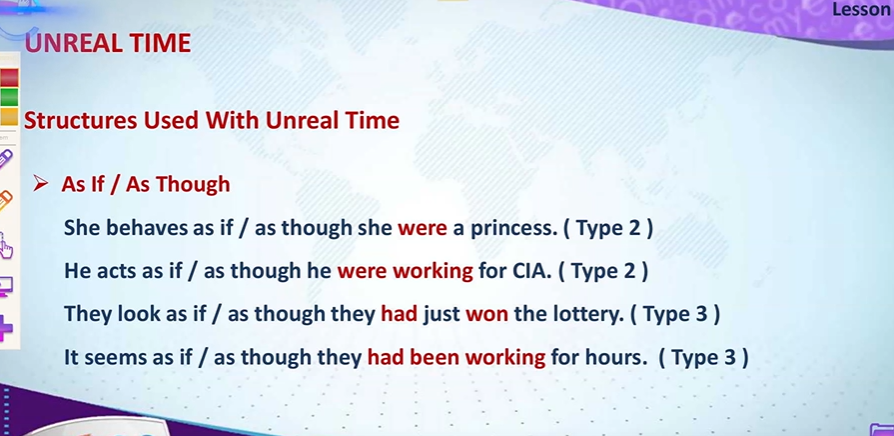 Lesson
UNREAL TIME
Structures Used With Unreal Time
➢ As If / As Though
She behaves as if / as though she were a princess. ( Type 2 )
He acts as if / as though he were working for CIA. ( Type 2 )
They look as if / as though they had just won the lottery. ( Type 3 )
It seems as if / as though they had been working for hours. ( Type 3 )